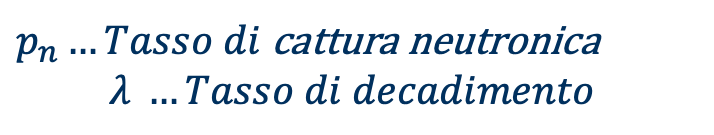 pₙ ...Tasso di cattura neutronica
λ ...Tasso di decadimento